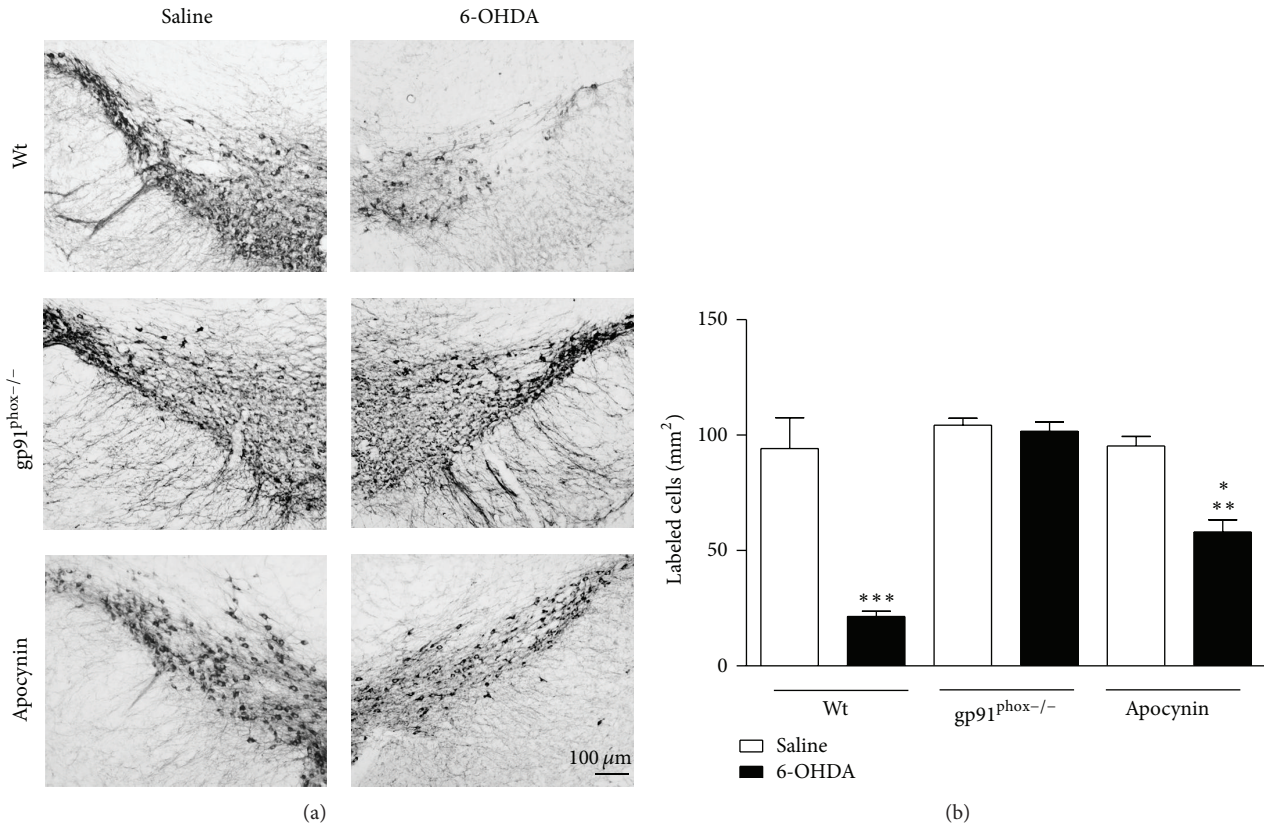 Saline
6-OHDA
Wt
gp91phox−/−
Apocynin
100 μm
(a)
150
100
50
0
Labeled cells (mm2)
***
*
**
Wt
gp91phox−/−
Apocynin
Saline
6-OHDA
(b)